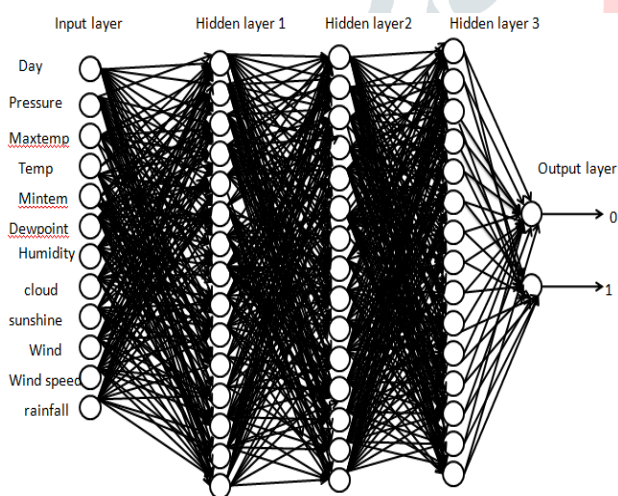 Input layer
Hidden layer 1
Hidden layer2
Hidden layer 3
Day
Pressure
Maxtemp
Temp
Mintem
Dewpoint
Humidity
cloud
sunshine
Wind
Wind speed
rainfall
Output layer
0
1